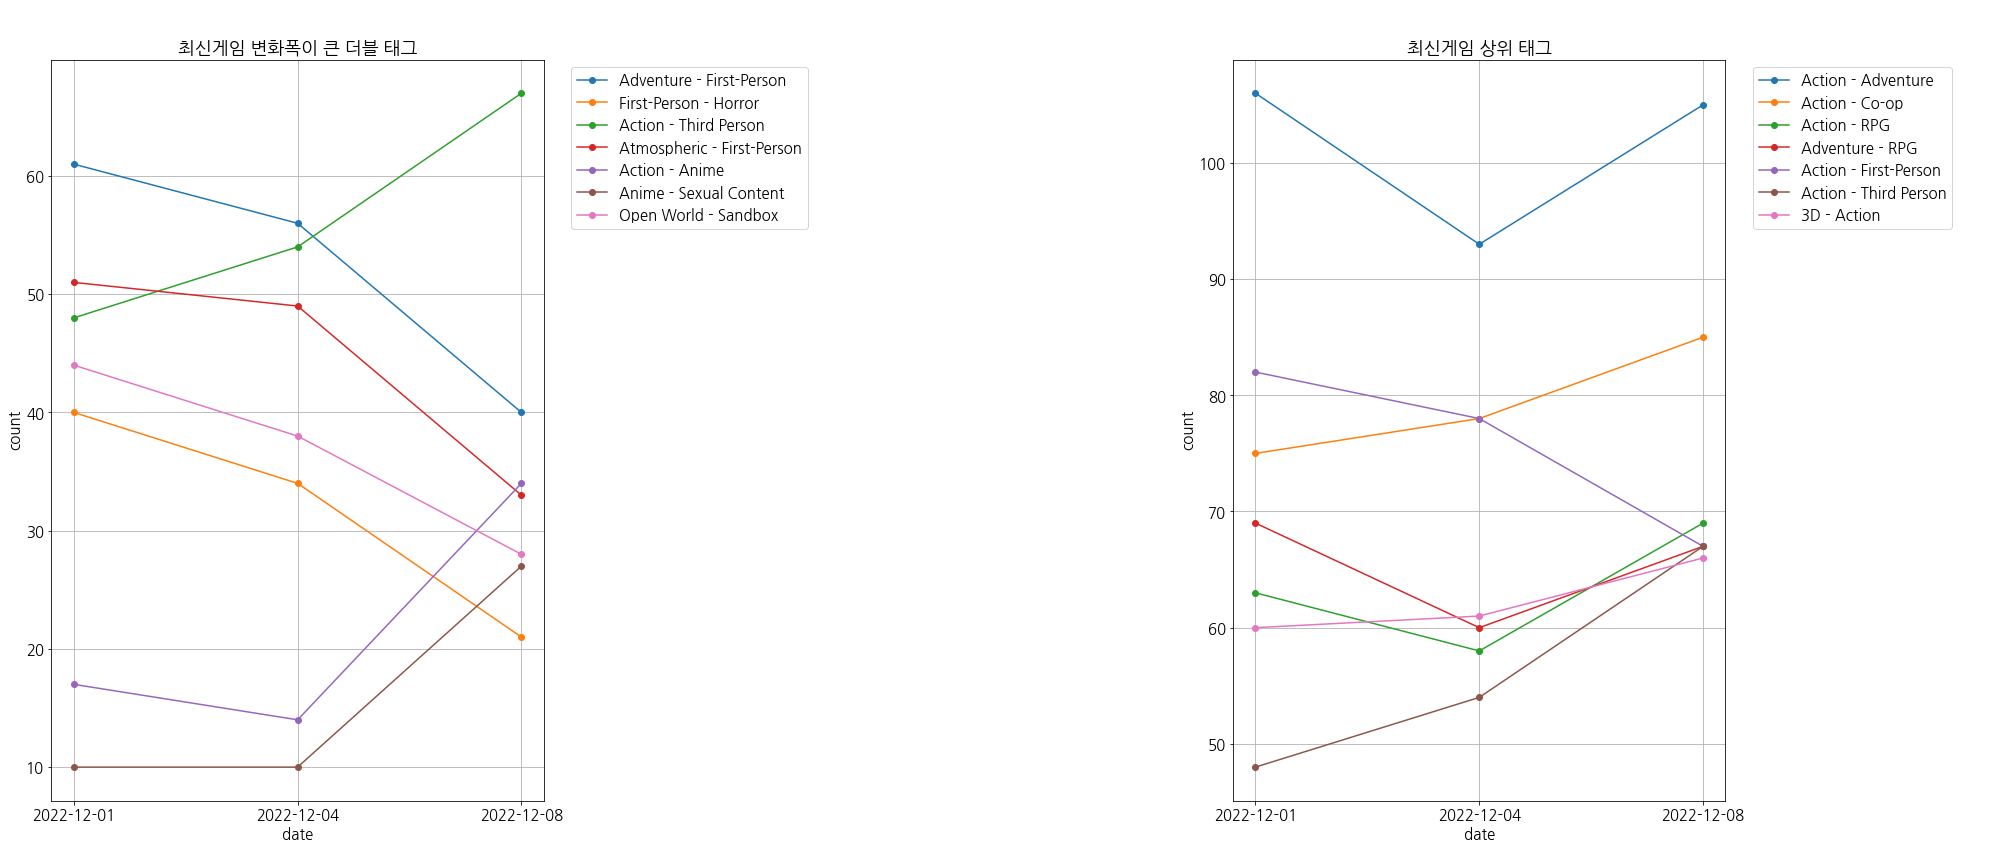 최신게임 변화폭이 큰 더블 태그
60
50
40
30
20
10
count
2022-12-01
2022-12-04
2022-12-08
date
Adventure - First-Person
First-Person - Horror
Action - Third Person
Atmospheric - First-Person
Action - Anime
Anime - Sexual Content
Open World - Sandbox
최신게임 상위 태그
100
90
80
70
60
50
count
2022-12-01
2022-12-04
2022-12-08
date
Action - Adventure
Action - Co-op
Action - RPG
Adventure - RPG
Action - First-Person
Action - Third Person
3D - Action